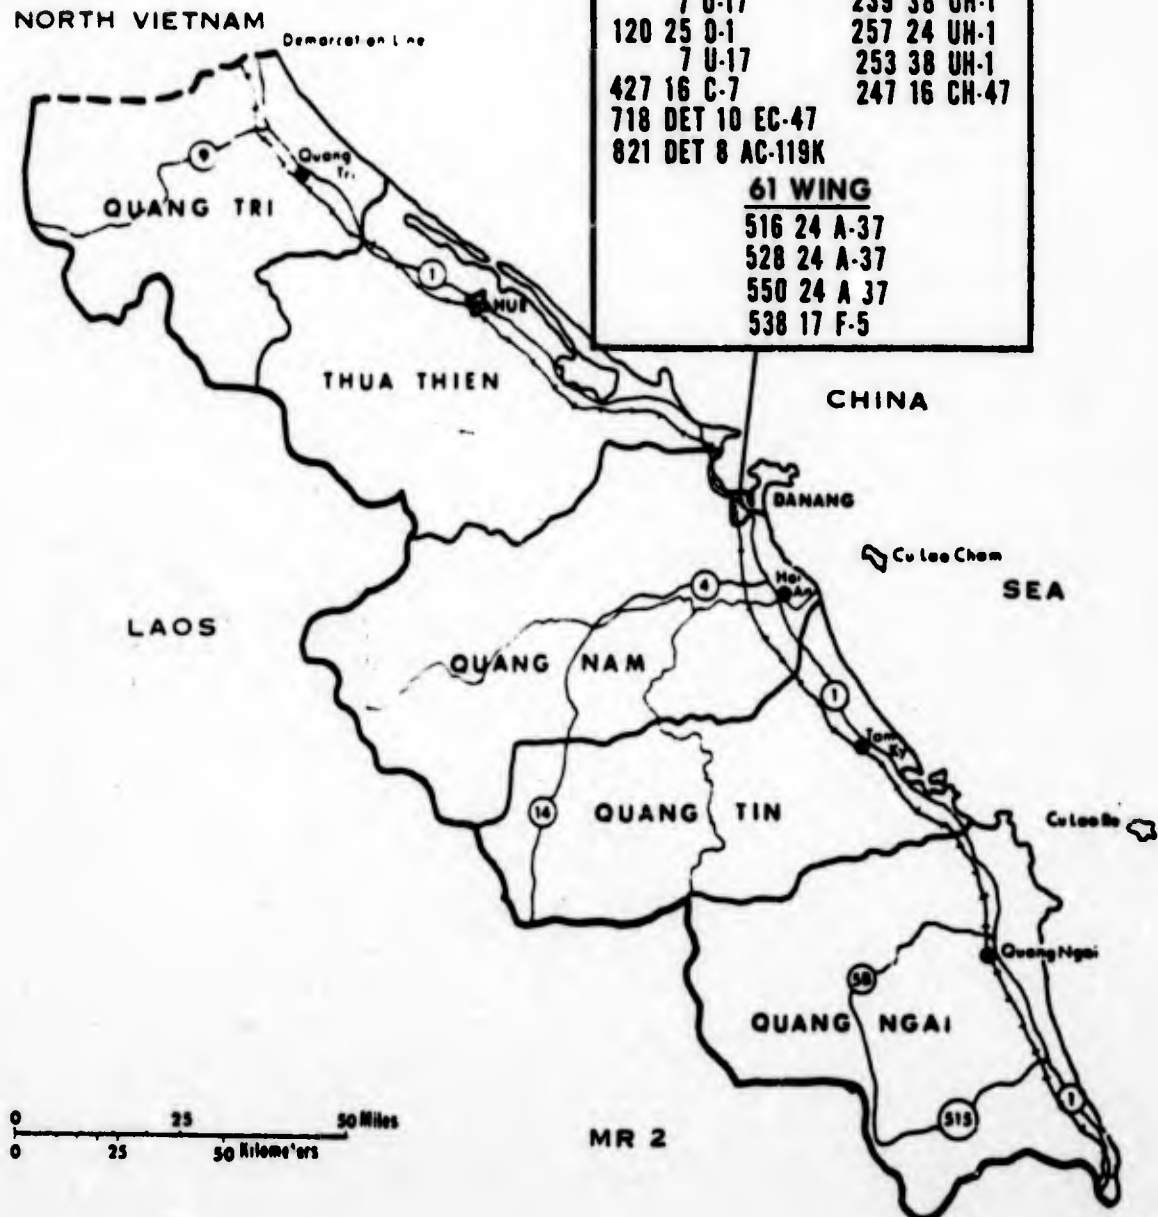 NORTH VIETNAM
Demarcation Line
7 U-17 239 38 UH-1
120 25 O-1 257 24 UH-1
7 U-17 253 38 UH-1
427 16 C-7 247 16 CH-47
718 DET 10 EC-47
821 DET 8 AC-119K
61 WING
516 24 A-37
528 24 A-37
550 24 A 37
538 17 F-5
9
Quang
Tri
QUANG TRI
1
HUE
THUA THIEN
CHINA
DANANG
Cu Lao Cham
SEA
4
Hoi
An
LAOS
QUANG NAM
1
Tam
Ky
14
QUANG TIN
Cu Lao Re
Quang Ngai
5B
QUANG NGAI
515
1
0 25 50 Miles
0 25 50 Kilometers
MR 2